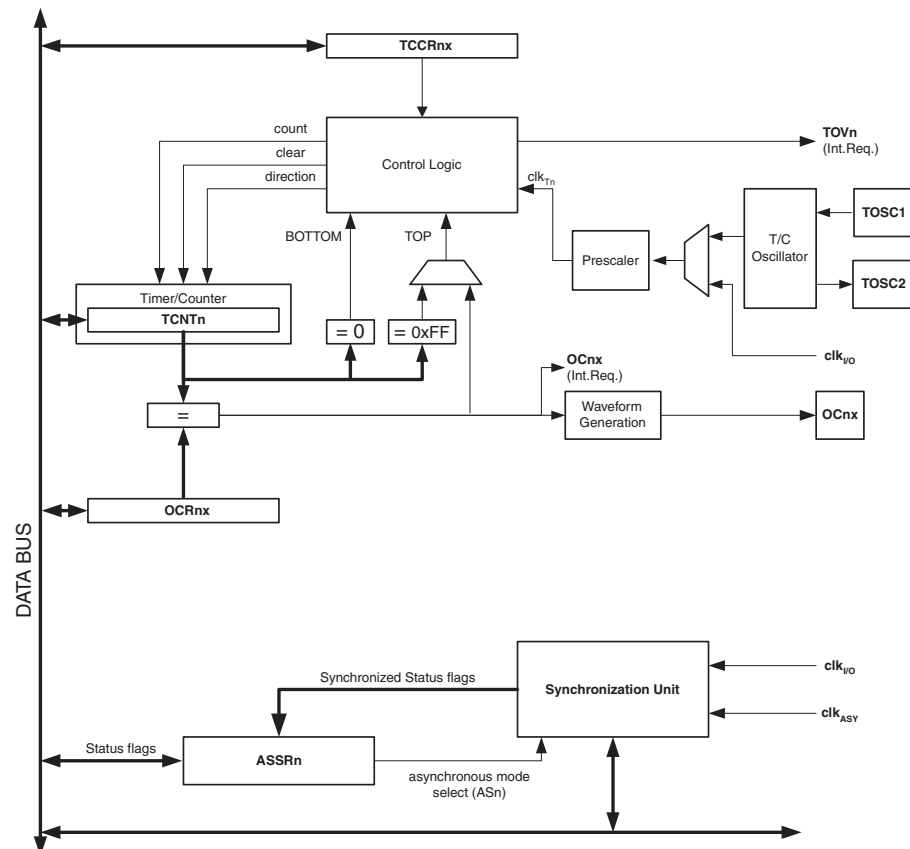 TCCRnx
count
clear
direction
Control Logic
TOVn
(Int.Req.)
clkTn
BOTTOM
TOP
Prescaler
T/C
Oscillator
TOSC1
TOSC2
Timer/Counter
TCNTn
= 0
= 0xFF
clkI/O
OCnx
(Int.Req.)
=
Waveform
Generation
OCnx
OCRnx
DATA BUS
Synchronized Status flags
Synchronization Unit
clkI/O
clkASY
Status flags
ASSRn
asynchronous mode
select (ASn)